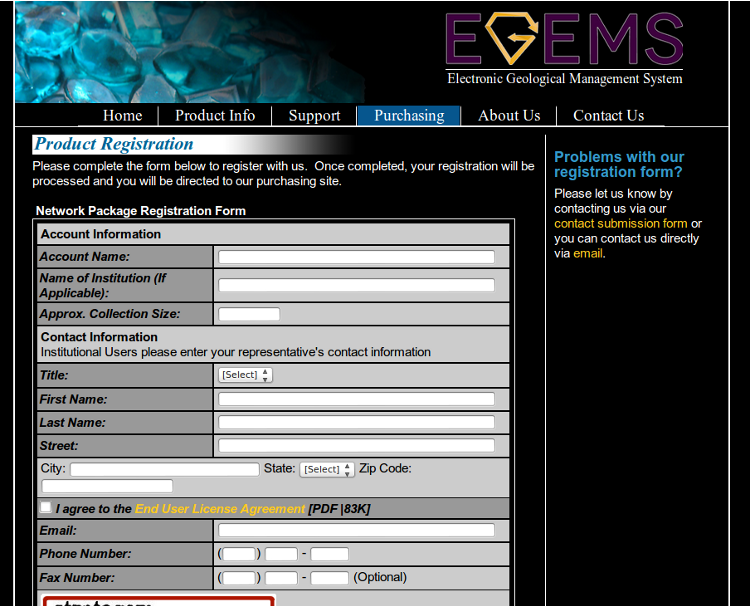 EGEMS
Electronic Geological Management System
Home Product Info Support Purchasing About Us Contact Us
Product Registration
Please complete the form below to register with us. Once completed, your registration will be
processed and you will be directed to our purchasing site.
Network Package Registration Form
Account Information
Account Name:
Name of Institution (If
Applicable):
Approx. Collection Size:
Contact Information
Institutional Users please enter your representative's contact information
Title: [Select]
First Name:
Last Name:
Street:
City: State: [Select] Zip Code:
I agree to the End User License Agreement [PDF |83K]
Email:
Phone Number: ( ) -
Fax Number: ( ) - (Optional)
Problems with our
registration form?
Please let us know by
contacting us via our
contact submission form or
you can contact us directly
via email.